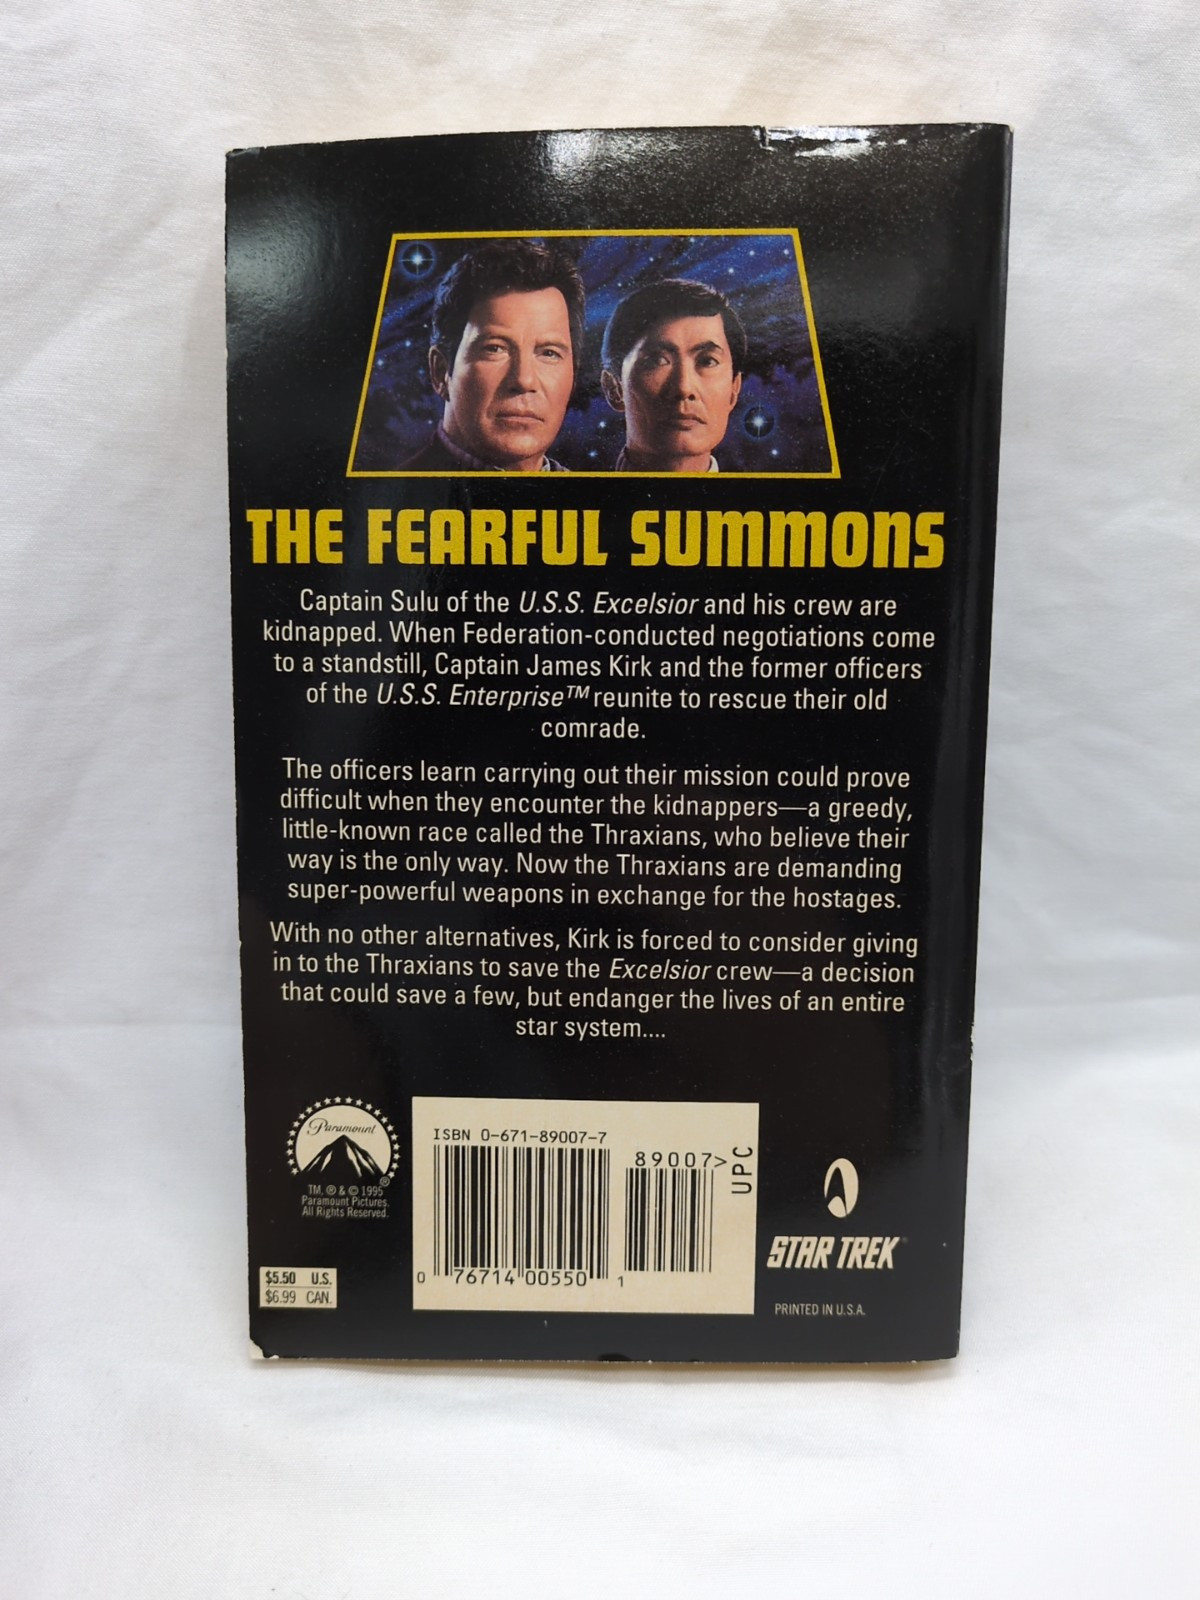 THE FEARFUL SUMMONS
Captain Sulu of the U.S.S. Excelsior and his crew are
kidnapped. When Federation-conducted negotiations come
to a standstill, Captain James Kirk and the former officers
of the U.S.S. Enterprise™ reunite to rescue their old
comrade.
The officers learn carrying out their mission could prove
difficult when they encounter the kidnappers—a greedy,
little-known race called the Thraxians, who believe their
way is the only way. Now the Thraxians are demanding
super-powerful weapons in exchange for the hostages.
With no other alternatives, Kirk is forced to consider giving
in to the Thraxians to save the Excelsior crew—a decision
that could save a few, but endanger the lives of an entire
star system....
Paramount
®
TM, ® & © 1995
Paramount Pictures.
All Rights Reserved.
$5.50 U.S.
$6.99 CAN.
ISBN 0-671-89007-7
89007>
UPC
0 76714 00550 1
STAR TREK®
PRINTED IN U.S.A.